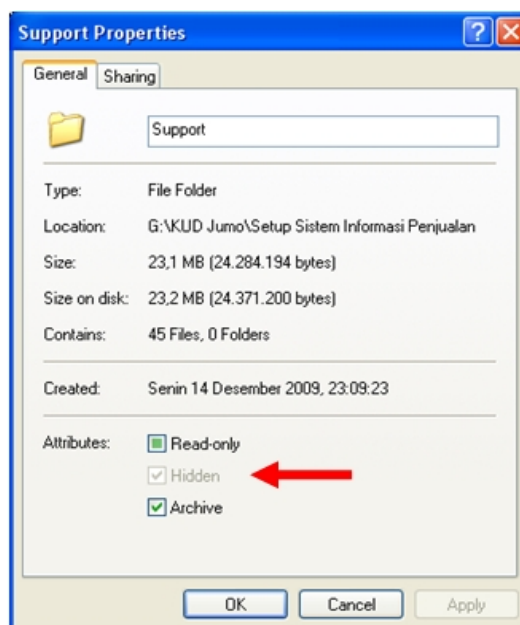 Support Properties
General Sharing
Support
Type: File Folder
Location: G:\KUD Jumo\Setup Sistem Informasi Penjualan
Size: 23,1 MB (24.284.194 bytes)
Size on disk: 23,2 MB (24.371.200 bytes)
Contains: 45 Files, 0 Folders
Created: Senin 14 Desember 2009, 23:09:23
Attributes: Read-only
Hidden
Archive
OK Cancel Apply